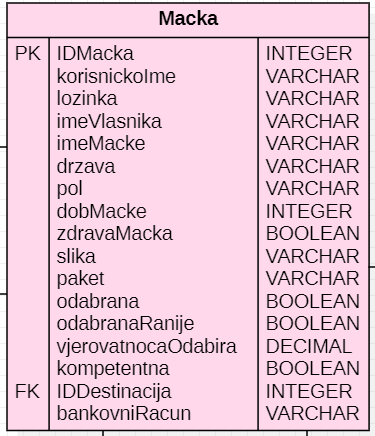 Macka
PK IDMacka INTEGER
korisnickoIme VARCHAR
lozinka VARCHAR
imeVlasnika VARCHAR
imeMacke VARCHAR
drzava VARCHAR
pol VARCHAR
dobMacke INTEGER
zdravaMacka BOOLEAN
slika VARCHAR
paket VARCHAR
odabrana BOOLEAN
odabranaRanije BOOLEAN
vjerovatnocaOdabira DECIMAL
kompetentna BOOLEAN
FK IDDestinacija INTEGER
bankovniRacun VARCHAR